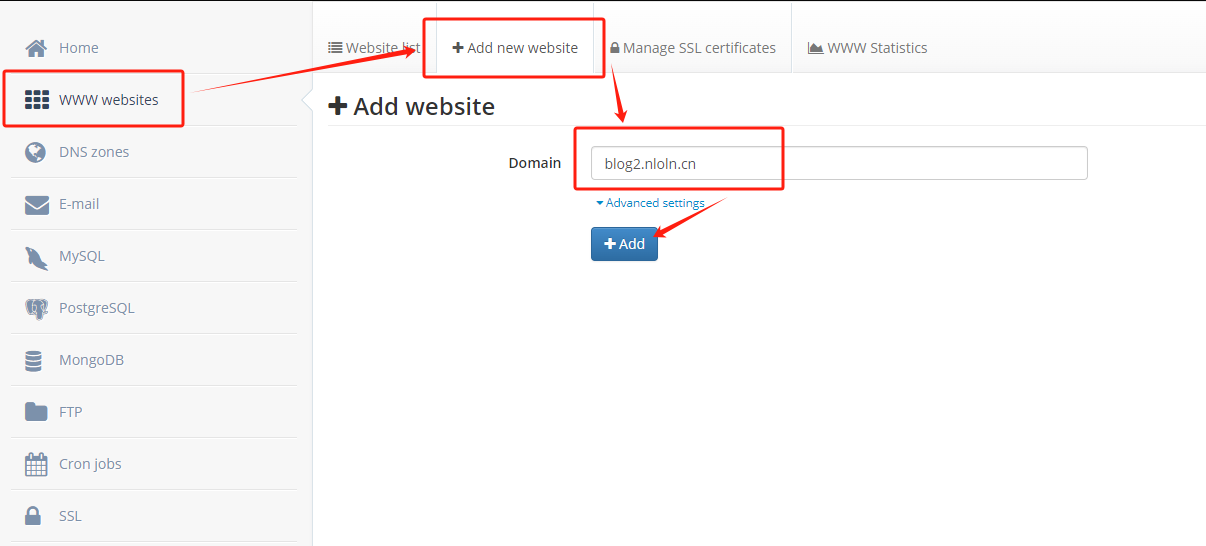 Home
WWW websites
DNS zones
E-mail
MySQL
PostgreSQL
MongoDB
FTP
Cron jobs
SSL
Website list
Add new website
Manage SSL certificates
WWW Statistics
Add website
Domain
blog2.nloln.cn
Advanced settings
Add